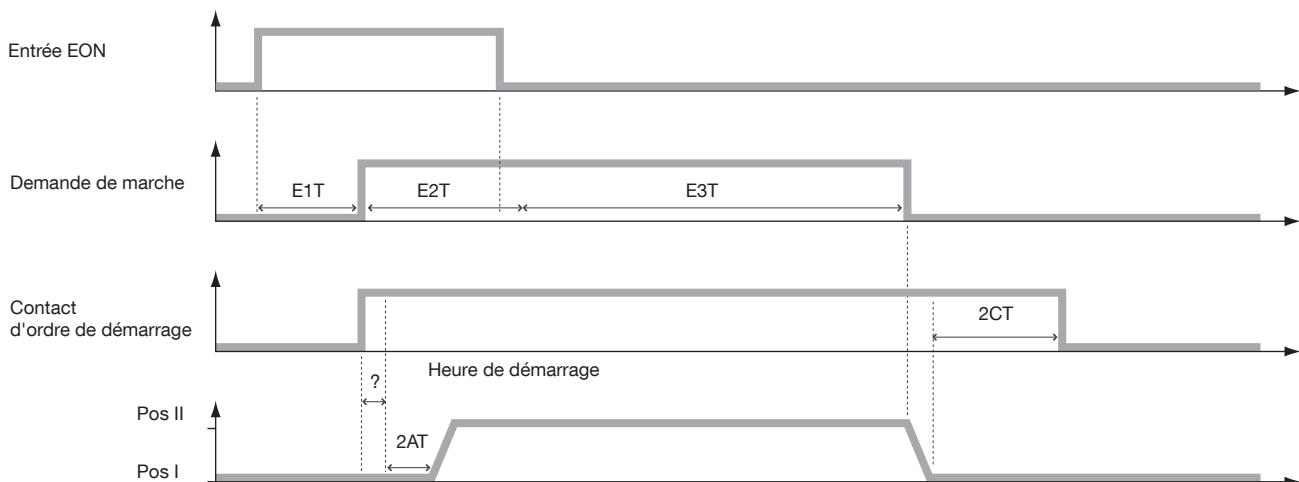 Entrée EON
Demande de marche
E1T
E2T
E3T
Contact
d'ordre de démarrage
2CT
Heure de démarrage
?
Pos II
2AT
Pos I